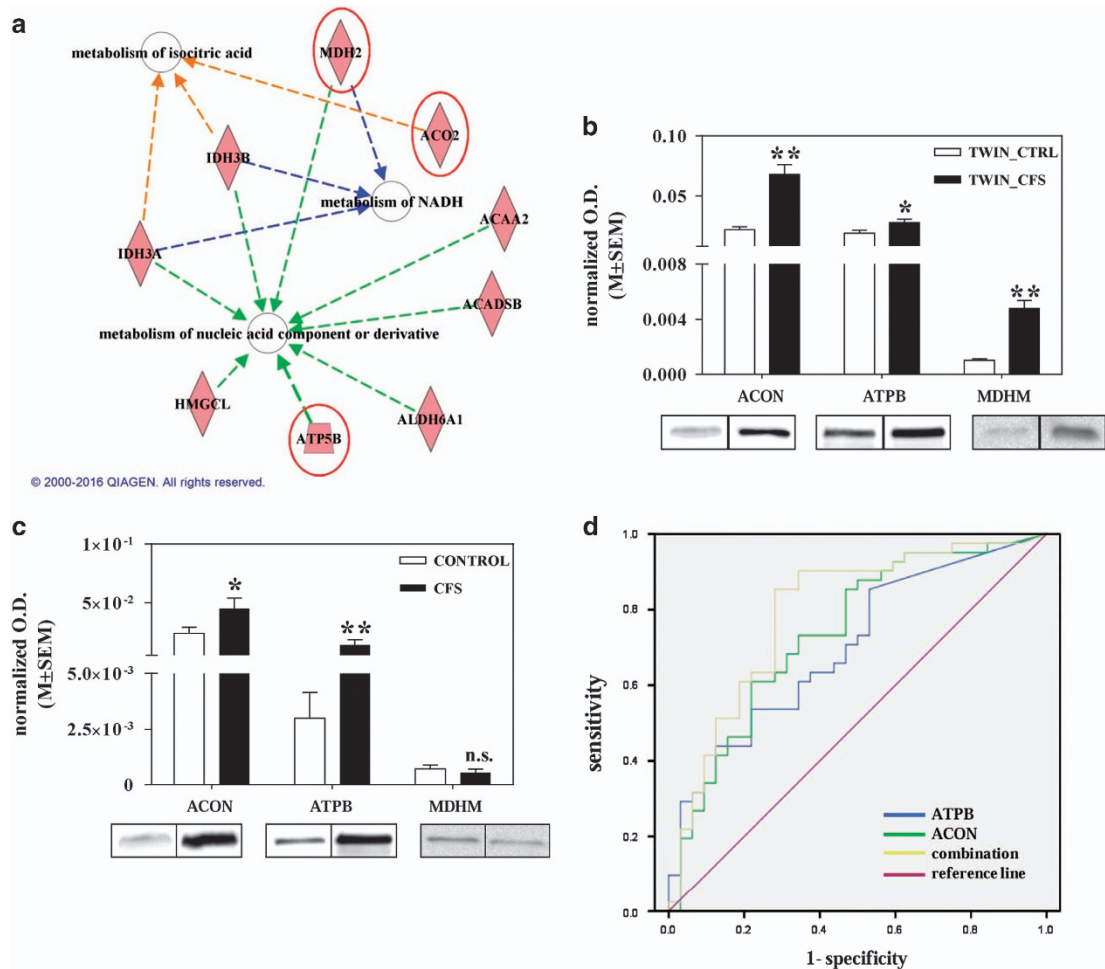 a
metabolism of isocitric acid
MDH2
ACO2
IDH3B
metabolism of NADH
ACAA2
IDH3A
ACADSB
metabolism of nucleic acid component or derivative
HMGCL
ATP5B
ALDH6A1
© 2000-2016 QIAGEN. All rights reserved.
b
normalized O.D.
(M±SEM)
0.10
0.05
0.008
0.004
0.000
** * **
TWIN_CTRL
TWIN_CFS
ACON ATPB MDHM
c
normalized O.D.
(M±SEM)
1×10-1
5×10-2
5.0×10-3
2.5×10-3
0
* ** n.s.
CONTROL
CFS
ACON ATPB MDHM
d
sensitivity
1.0
0.8
0.6
0.4
0.2
0.0
ATPB
ACON
combination
reference line
0.0 0.2 0.4 0.6 0.8 1.0
1- specificity